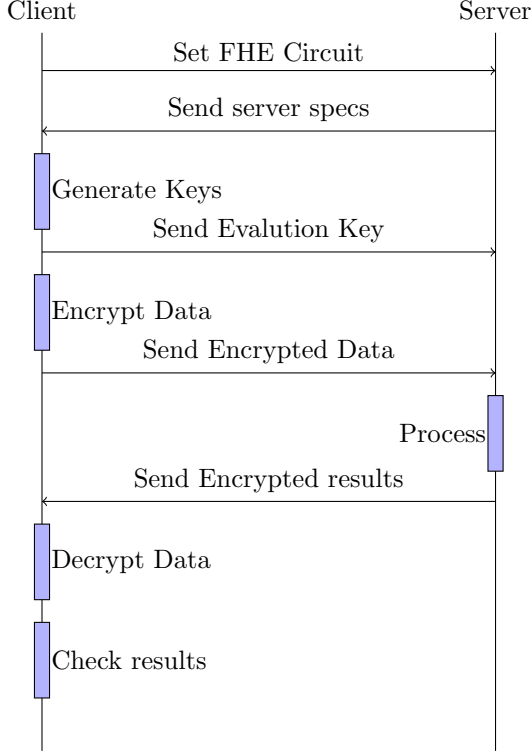 Client
Server
Set FHE Circuit
Send server specs
Generate Keys
Send Evalution Key
Encrypt Data
Send Encrypted Data
Process
Send Encrypted results
Decrypt Data
Check results